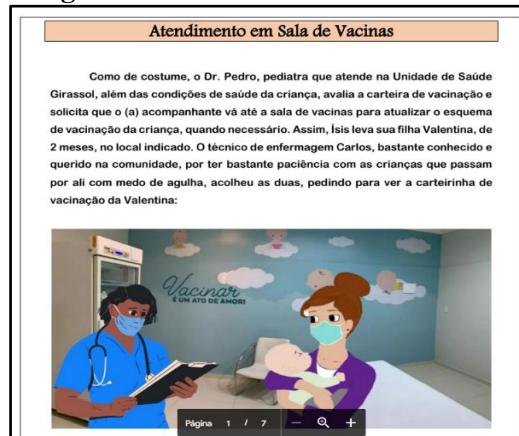 Atendimento em Sala de Vacinas
Como de costume, o Dr. Pedro, pediatra que atende na Unidade de Saúde
Girassol, além das condições de saúde da criança, avalia a carteira de vacinação e
solicita que o (a) acompanhante vá até a sala de vacinas para atualizar o esquema
de vacinação da criança, quando necessário. Assim, Ísis leva sua filha Valentina, de
2 meses, no local indicado. O técnico de enfermagem Carlos, bastante conhecido e
querido na comunidade, por ter bastante paciência com as crianças que passam
por ali com medo de agulha, acolheu as duas, pedindo para ver a carteirinha de
vacinação da Valentina:
Vacinar
É UM ATO DE AMOR!
Página 1 / 7